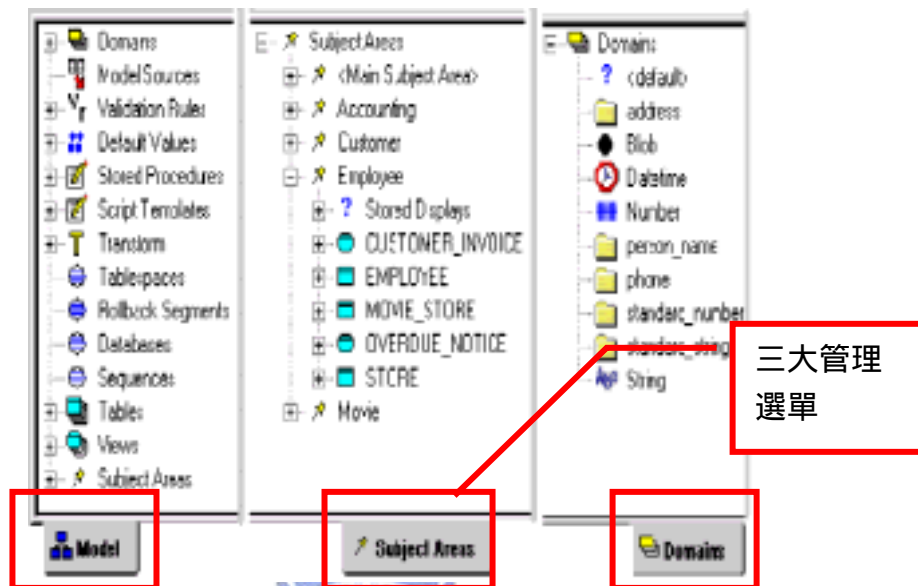 Domains
Model Sources
Validation Rules
Default Values
Stored Procedures
Script Templates
Transform
Tablespaces
Rollback Segments
Databases
Sequences
Tables
Views
Subject Areas
Model
Subject Areas
<Main Subject Area>
Accounting
Customer
Employee
Stored Displays
CUSTOMER_INVOICE
EMPLOYEE
MOVIE_STORE
OVERDUE_NOTICE
STORE
Movie
Subject Areas
Domains
<default>
address
Blob
Datetime
Number
person_name
phone
standard_number
standard_string
String
Domains
三大管理
選單